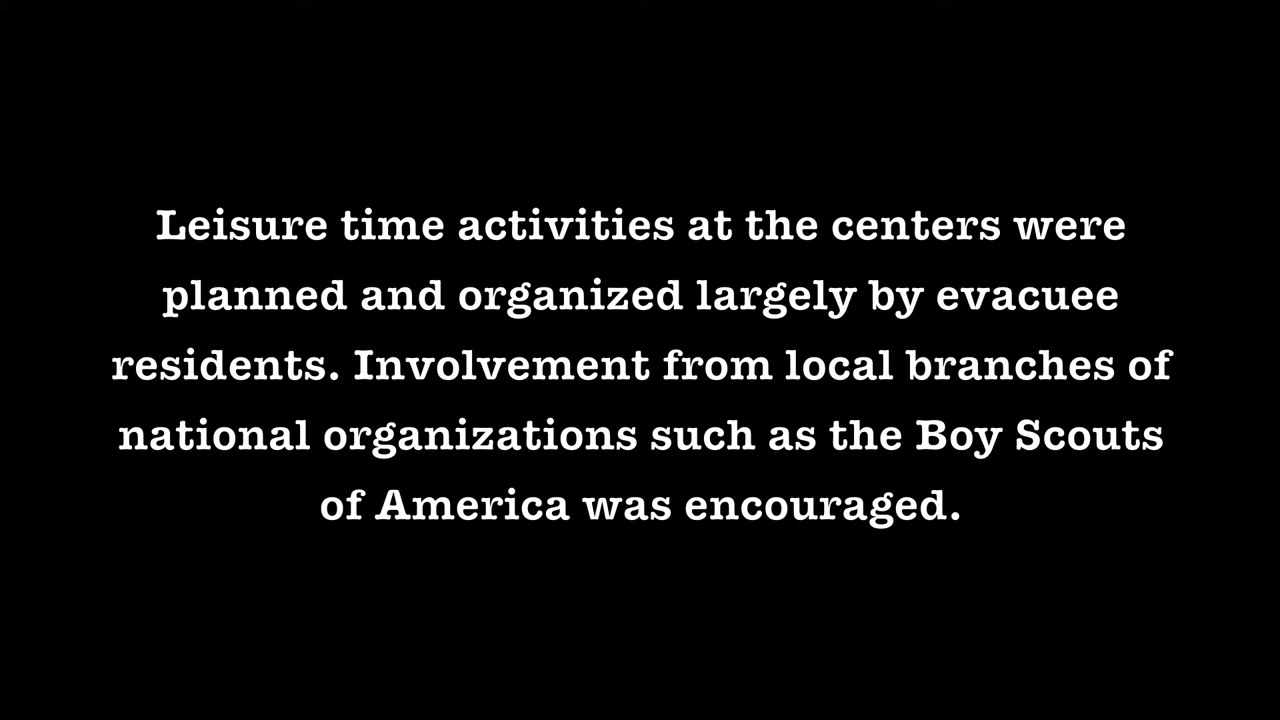 Leisure time activities at the centers were
planned and organized largely by evacuee
residents. Involvement from local branches of
national organizations such as the Boy Scouts
of America was encouraged.